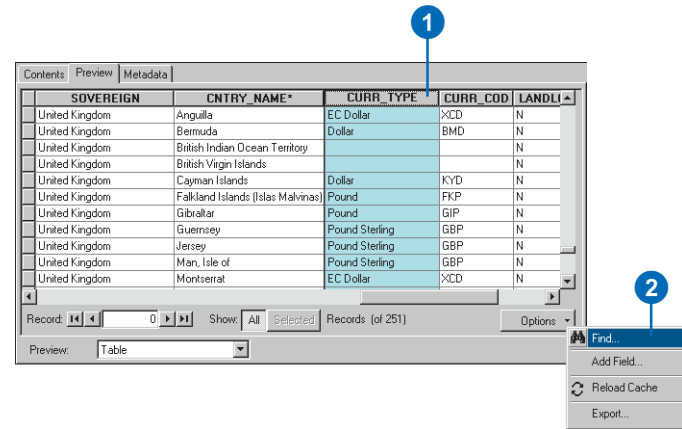 1
Contents Preview Metadata
SOVEREIGN CNTRY_NAME* CURR_TYPE CURR_COD LANDL
United Kingdom Anguilla EC Dollar XCD N
United Kingdom Bermuda Dollar BMD N
United Kingdom British Indian Ocean Territory N
United Kingdom British Virgin Islands N
United Kingdom Cayman Islands Dollar KYD N
United Kingdom Falkland Islands (Islas Malvinas) Pound FKP N
United Kingdom Gibraltar Pound GIP N
United Kingdom Guernsey Pound Sterling GBP N
United Kingdom Jersey Pound Sterling GBP N
United Kingdom Man, Isle of Pound Sterling GBP N
United Kingdom Montserrat EC Dollar XCD N
2
Record: 0 Show: All Selected Records (of 251) Options
Preview: Table
Find...
Add Field...
Reload Cache
Export...